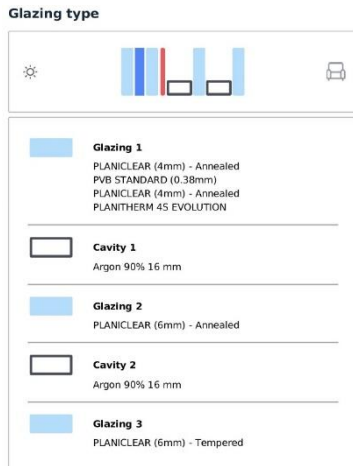 Glazing type
Glazing 1
PLANICLEAR (4mm) - Annealed
PVB STANDARD (0.38mm)
PLANICLEAR (4mm) - Annealed
PLANITHERM 4S EVOLUTION
Cavity 1
Argon 90% 16 mm
Glazing 2
PLANICLEAR (6mm) - Annealed
Cavity 2
Argon 90% 16 mm
Glazing 3
PLANICLEAR (6mm) - Tempered